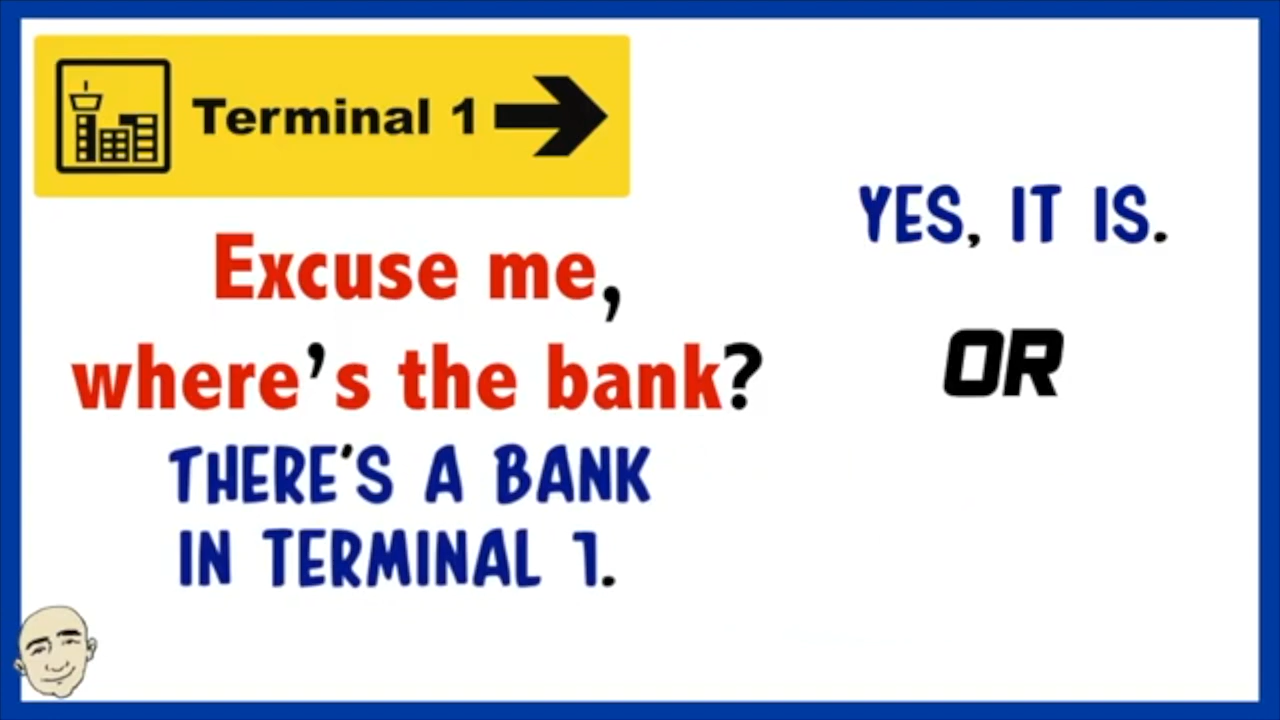 Terminal 1
Excuse me,
where's the bank?
THERE'S A BANK
IN TERMINAL 1.
YES, IT IS.
OR